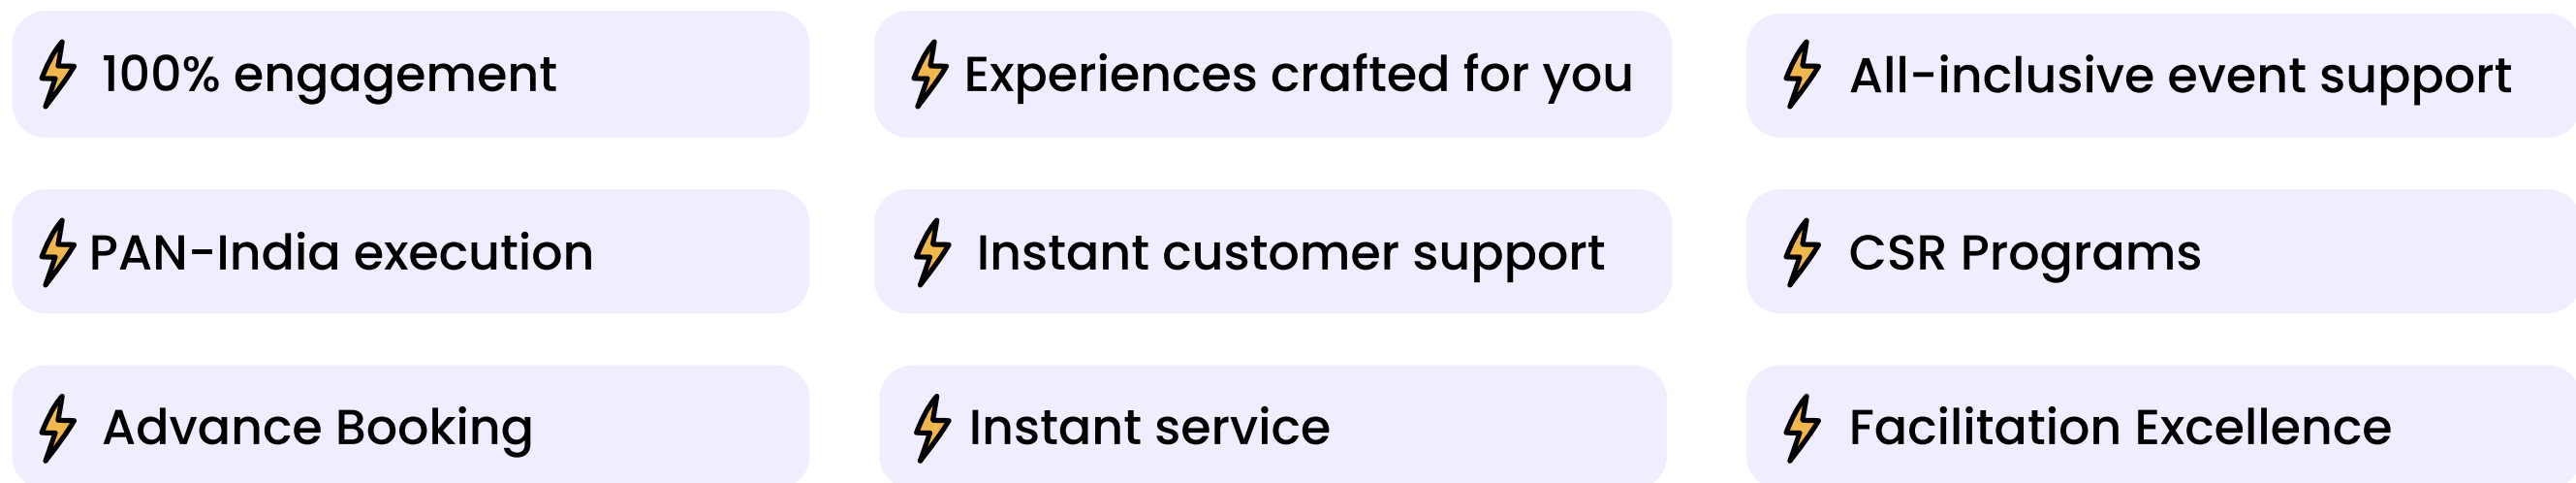 100% engagement
Experiences crafted for you
All-inclusive event support
PAN-India execution
Instant customer support
CSR Programs
Advance Booking
Instant service
Facilitation Excellence